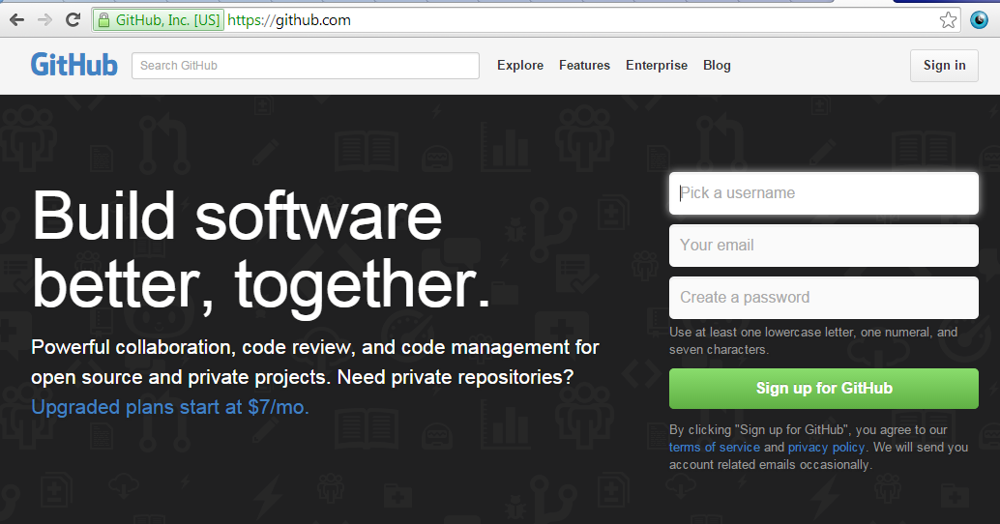 GitHub, Inc. [US] https://github.com
GitHub Search GitHub Explore Features Enterprise Blog Sign in
Build software
better, together.
Powerful collaboration, code review, and code management for
open source and private projects. Need private repositories?
Upgraded plans start at $7/mo.
Pick a username
Your email
Create a password
Use at least one lowercase letter, one numeral, and
seven characters.
Sign up for GitHub
By clicking "Sign up for GitHub", you agree to our
terms of service and privacy policy. We will send you
account related emails occasionally.